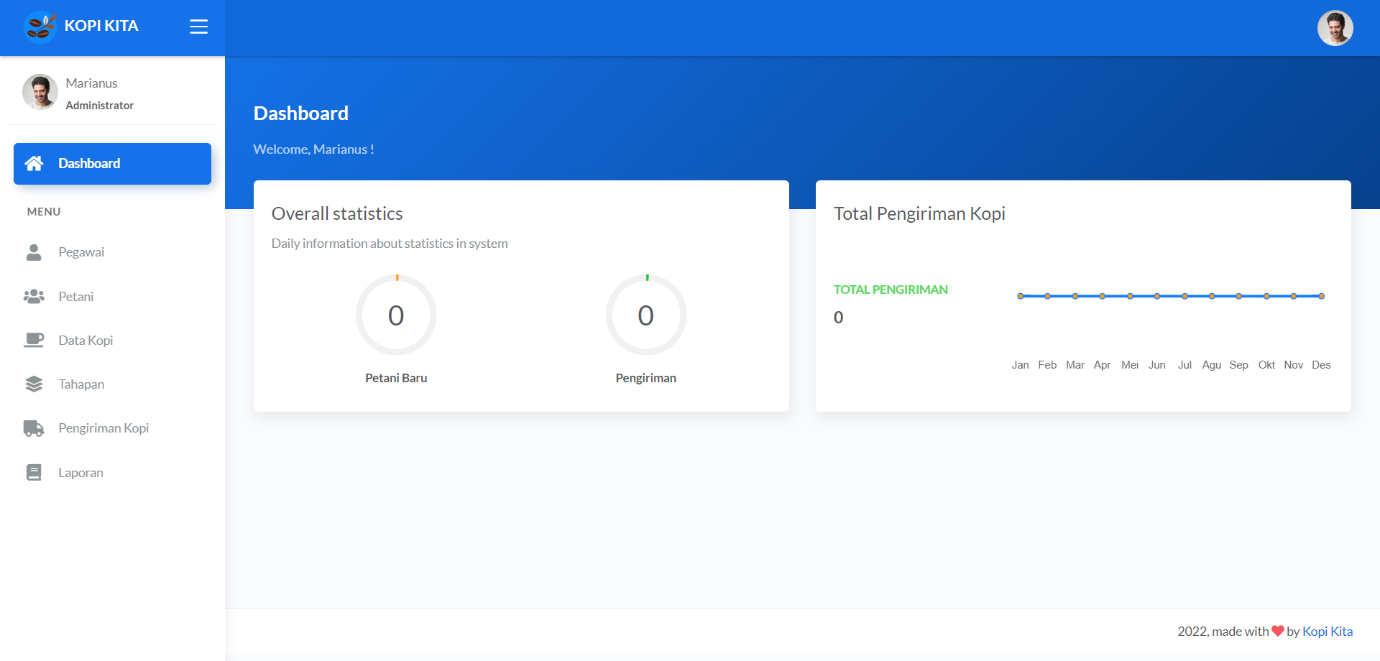 KOPI KITA
Marianus
Administrator
Dashboard
MENU
Pegawai
Petani
Data Kopi
Tahapan
Pengiriman Kopi
Laporan
Dashboard
Welcome, Marianus !
Overall statistics
Daily information about statistics in system
0
Petani Baru
0
Pengiriman
Total Pengiriman Kopi
TOTAL PENGIRIMAN
0
Jan Feb Mar Apr Mei Jun Jul Agu Sep Okt Nov Des
2022, made with by Kopi Kita